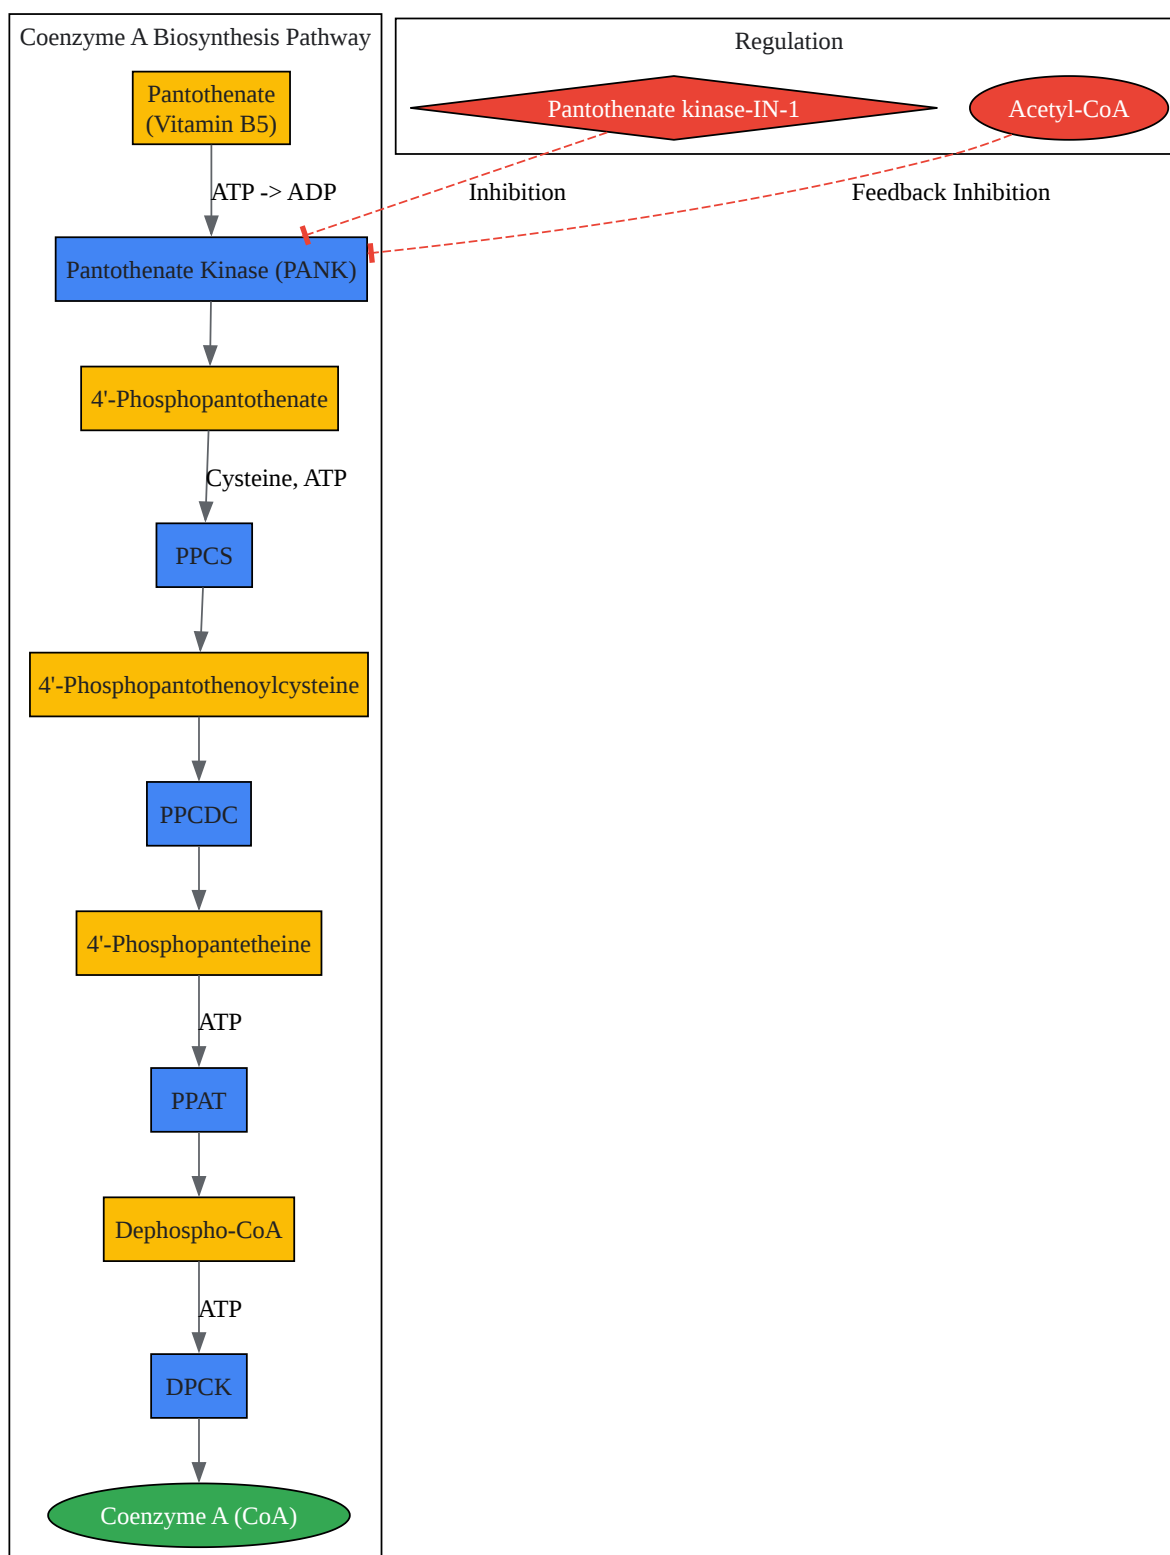 Coenzyme A Biosynthesis Pathway
Pantothenate
(Vitamin B5)
ATP -> ADP
Pantothenate Kinase (PANK)
4'-Phosphopantothenate
Cysteine, ATP
PPCS
4'-Phosphopantothenoylcysteine
PPCDC
4'-Phosphopantetheine
ATP
PPAT
Dephospho-CoA
ATP
DPCK
Coenzyme A (CoA)
Regulation
Pantothenate kinase-IN-1
Acetyl-CoA
Inhibition
Feedback Inhibition